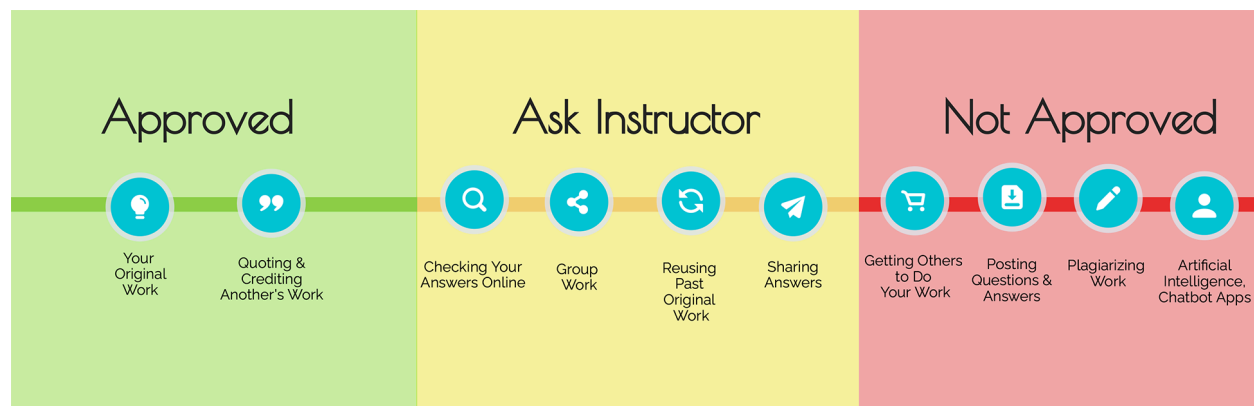 Approved
Ask Instructor
Not Approved
Your
Original
Work
Quoting &
Crediting
Another's Work
Checking Your
Answers Online
Group
Work
Reusing
Past
Original
Work
Sharing
Answers
Getting Others
to Do
Your Work
Posting
Questions &
Answers
Plagiarizing
Work
Artificial
Intelligence,
Chatbot Apps